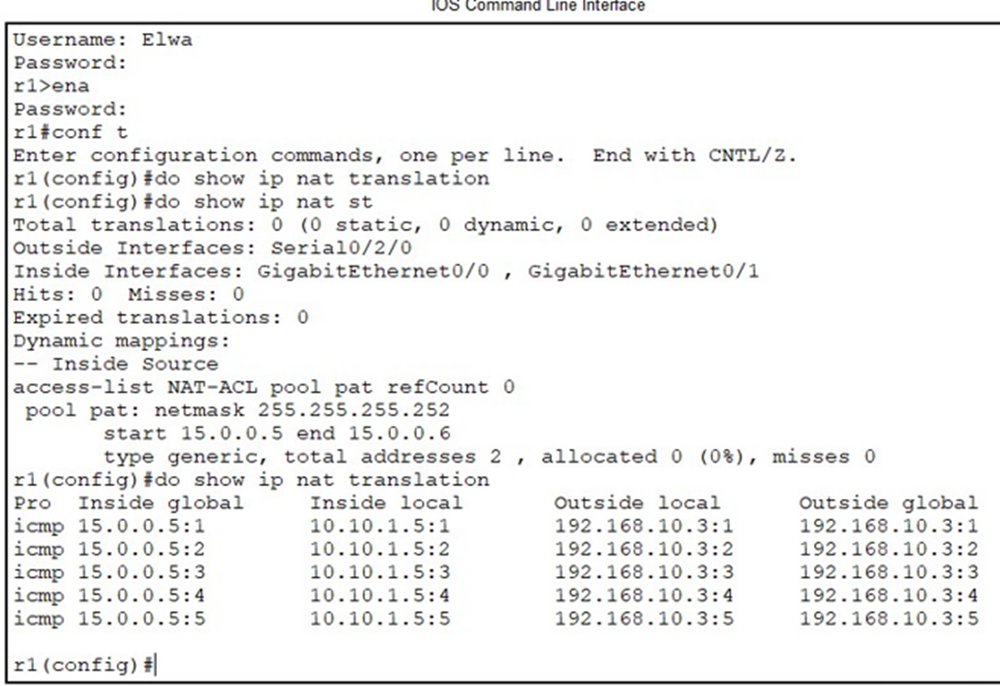 IOS Command Line Interface
Username: Elwa
Password:
r1>ena
Password:
r1#conf t
Enter configuration commands, one per line.  End with CNTL/Z.
r1(config)#do show ip nat translation
r1(config)#do show ip nat st
Total translations: 0 (0 static, 0 dynamic, 0 extended)
Outside Interfaces: Serial0/2/0
Inside Interfaces: GigabitEthernet0/0 , GigabitEthernet0/1
Hits: 0  Misses: 0
Expired translations: 0
Dynamic mappings:
-- Inside Source
access-list NAT-ACL pool pat refCount 0
 pool pat: netmask 255.255.255.252
       start 15.0.0.5 end 15.0.0.6
       type generic, total addresses 2 , allocated 0 (0%), misses 0
r1(config)#do show ip nat translation
Pro  Inside global     Inside local       Outside local      Outside global
icmp 15.0.0.5:1        10.10.1.5:1        192.168.10.3:1     192.168.10.3:1
icmp 15.0.0.5:2        10.10.1.5:2        192.168.10.3:2     192.168.10.3:2
icmp 15.0.0.5:3        10.10.1.5:3        192.168.10.3:3     192.168.10.3:3
icmp 15.0.0.5:4        10.10.1.5:4        192.168.10.3:4     192.168.10.3:4
icmp 15.0.0.5:5        10.10.1.5:5        192.168.10.3:5     192.168.10.3:5
r1(config)#